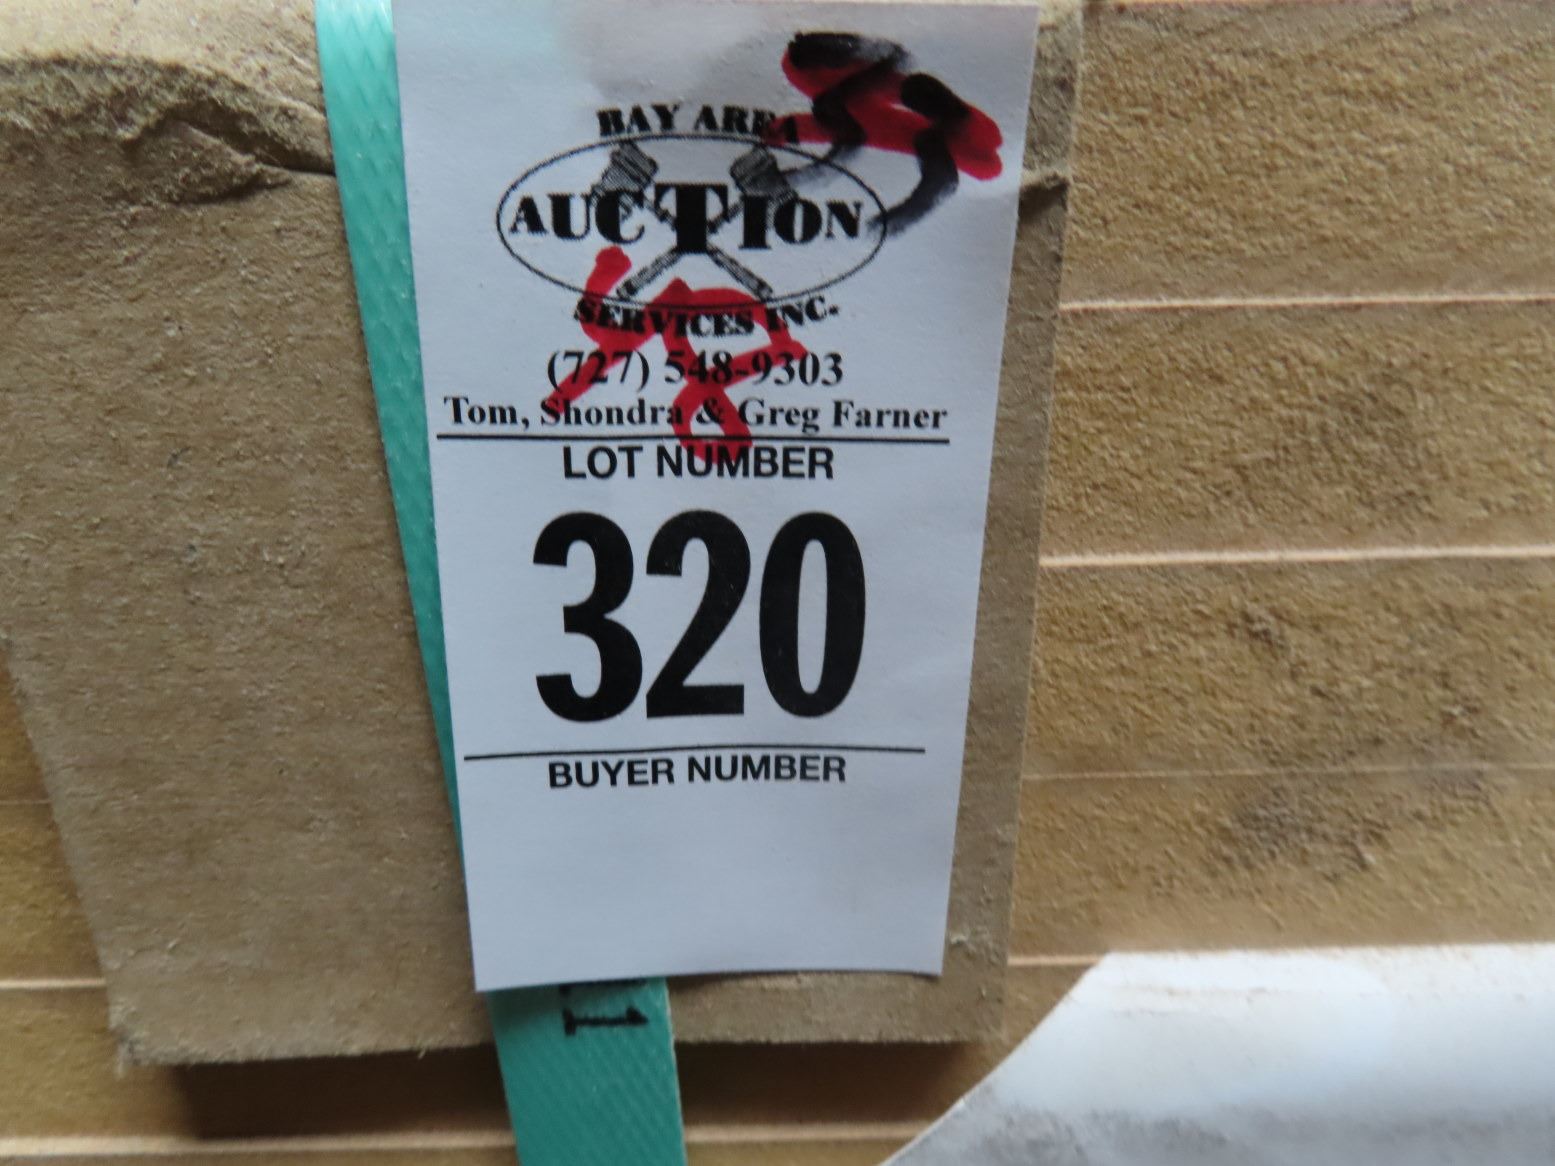 BAY AREA
AUCTION
SERVICES INC.
(727) 548-9303
Tom, Shondra & Greg Farner
LOT NUMBER
320
BUYER NUMBER